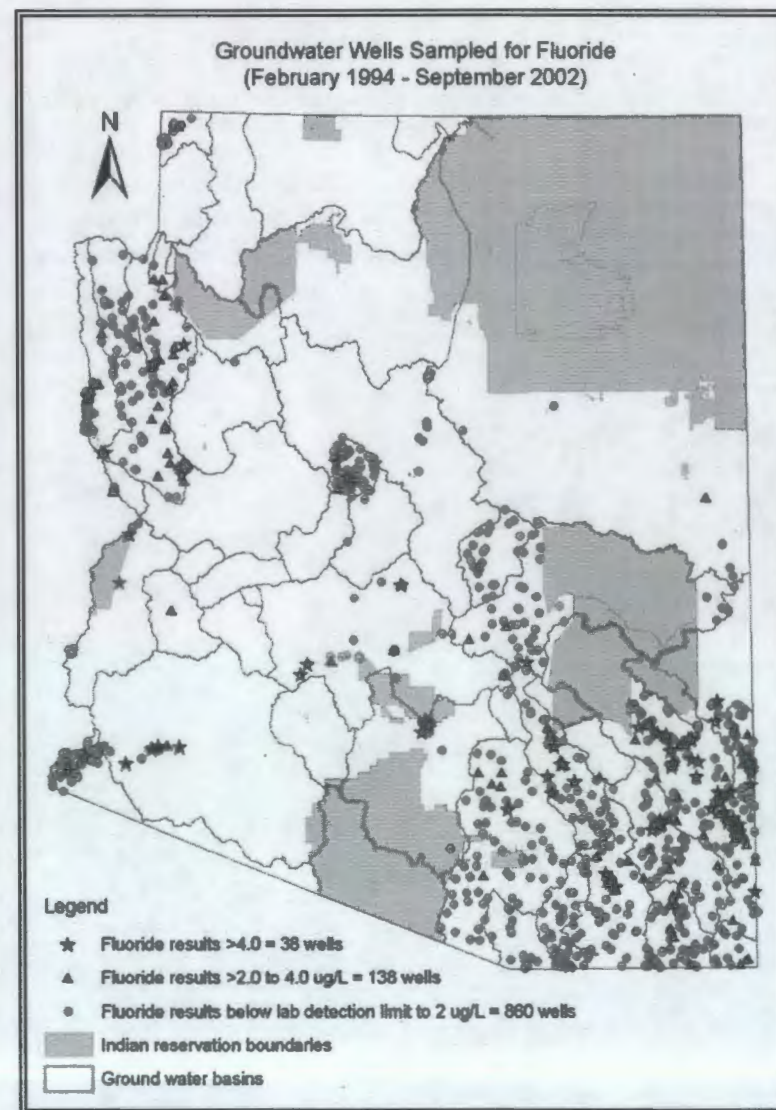 Groundwater Wells Sampled for Fluoride
(February 1994 - September 2002)
N
Legend
Fluoride results >4.0 = 38 wells
Fluoride results >2.0 to 4.0 ug/L = 138 wells
Fluoride results below lab detection limit to 2 ug/L = 860 wells
Indian reservation boundaries
Ground water basins